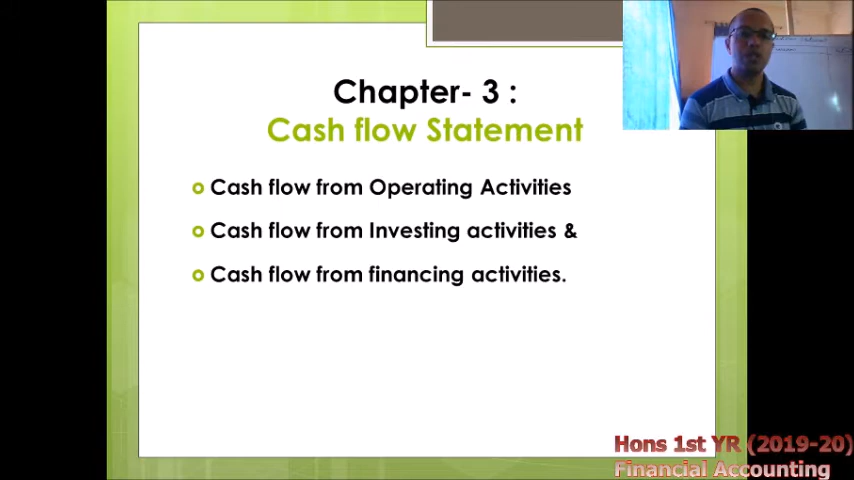 Chapter- 3 :
Cash flow Statement
Cash flow from Operating Activities
Cash flow from Investing activities &
Cash flow from financing activities.
Hons 1st YR (2019-20)
Financial Accounting